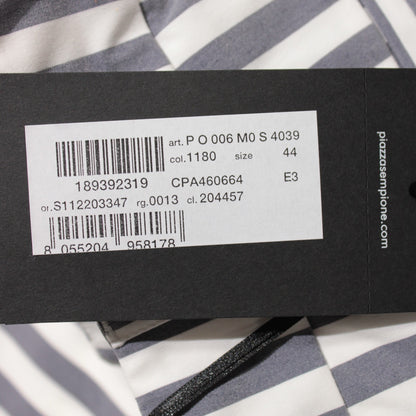 art. P O 006 M0 S 4039
col. 1180 size 44
189392319 CPA460664 E3
or. S112203347 rg. 0013 cl. 204457
8 055204 958178
piazzasempione.com